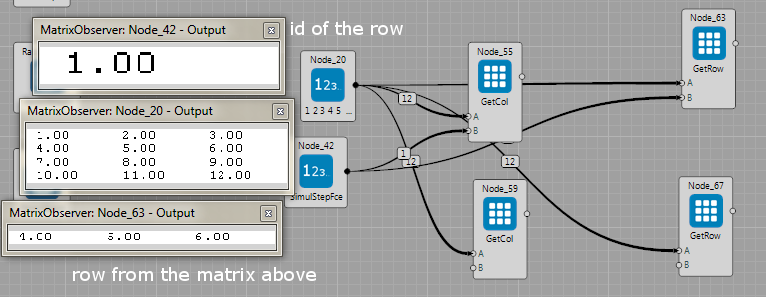 MatrixObserver: Node_42 - Output
1.00
id of the row
MatrixObserver: Node_20 - Output
1.00 2.00 3.00
4.00 5.00 6.00
7.00 8.00 9.00
10.00 11.00 12.00
MatrixObserver: Node_63 - Output
4.00 5.00 6.00
row from the matrix above
Node_20
123..
1 2 3 4 5 ...
Node_42
123..
SimulStepFce
12
1
12
12
Node_55
A
B
GetCol
Node_59
GetCol
A
B
Node_63
GetRow
A
B
Node_67
GetRow
A
B